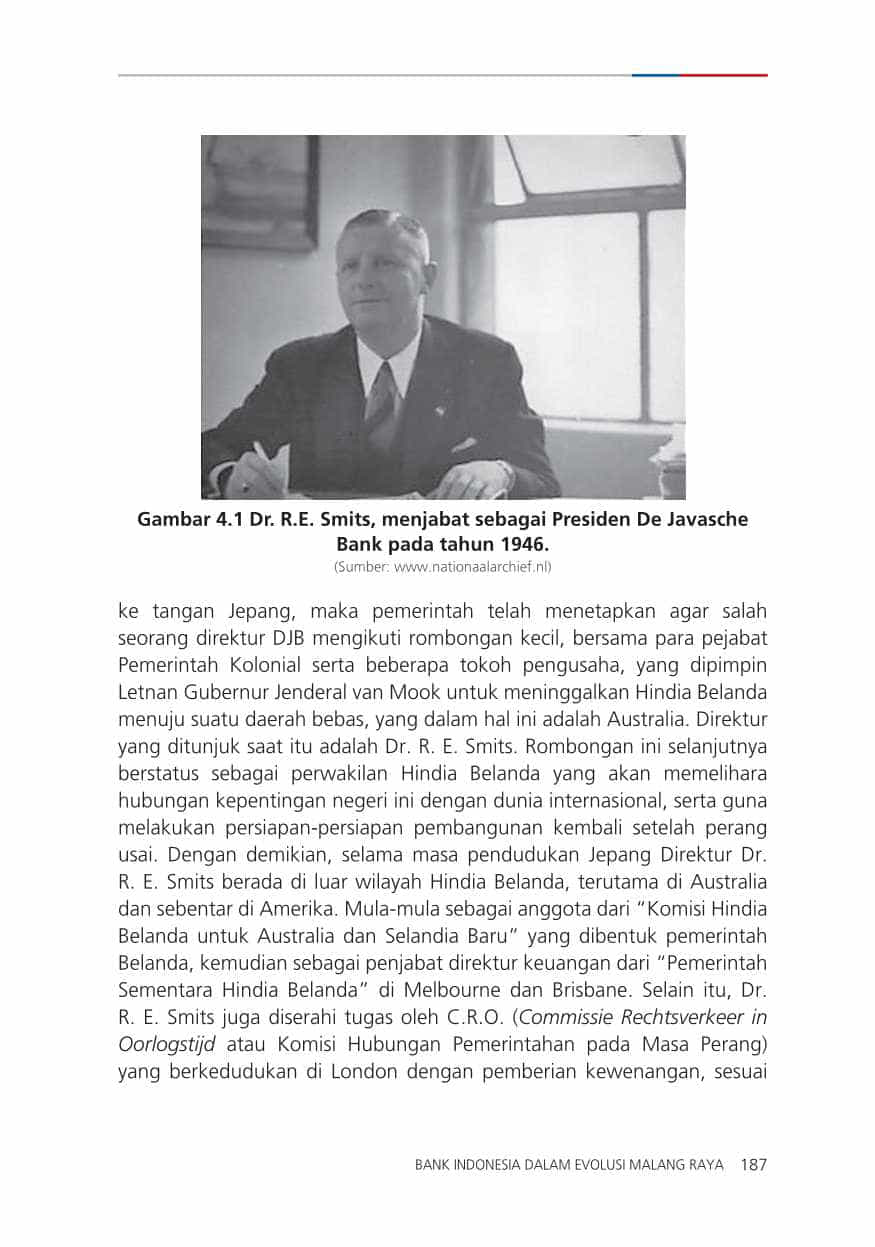 Gambar 4.1 Dr. R.E. Smits, menjabat sebagai Presiden De Javasche
Bank pada tahun 1946.
(Sumber: www.nationaalarchief.nl)
ke tangan Jepang, maka pemerintah telah menetapkan agar salah
seorang direktur DJB mengikuti rombongan kecil, bersama para pejabat
Pemerintah Kolonial serta beberapa tokoh pengusaha, yang dipimpin
Letnan Gubernur Jenderal van Mook untuk meninggalkan Hindia Belanda
menuju suatu daerah bebas, yang dalam hal ini adalah Australia. Direktur
yang ditunjuk saat itu adalah Dr. R. E. Smits. Rombongan ini selanjutnya
berstatus sebagai perwakilan Hindia Belanda yang akan memelihara
hubungan kepentingan negeri ini dengan dunia internasional, serta guna
melakukan persiapan-persiapan pembangunan kembali setelah perang
usai. Dengan demikian, selama masa pendudukan Jepang Direktur Dr.
R. E. Smits berada di luar wilayah Hindia Belanda, terutama di Australia
dan sebentar di Amerika. Mula-mula sebagai anggota dari “Komisi Hindia
Belanda untuk Australia dan Selandia Baru” yang dibentuk pemerintah
Belanda, kemudian sebagai penjabat direktur keuangan dari “Pemerintah
Sementara Hindia Belanda” di Melbourne dan Brisbane. Selain itu, Dr.
R. E. Smits juga diserahi tugas oleh C.R.O. (Commissie Rechtsverkeer in
Oorlogstijd atau Komisi Hubungan Pemerintahan pada Masa Perang)
yang berkedudukan di London dengan pemberian kewenangan, sesuai
BANK INDONESIA DALAM EVOLUSI MALANG RAYA 187